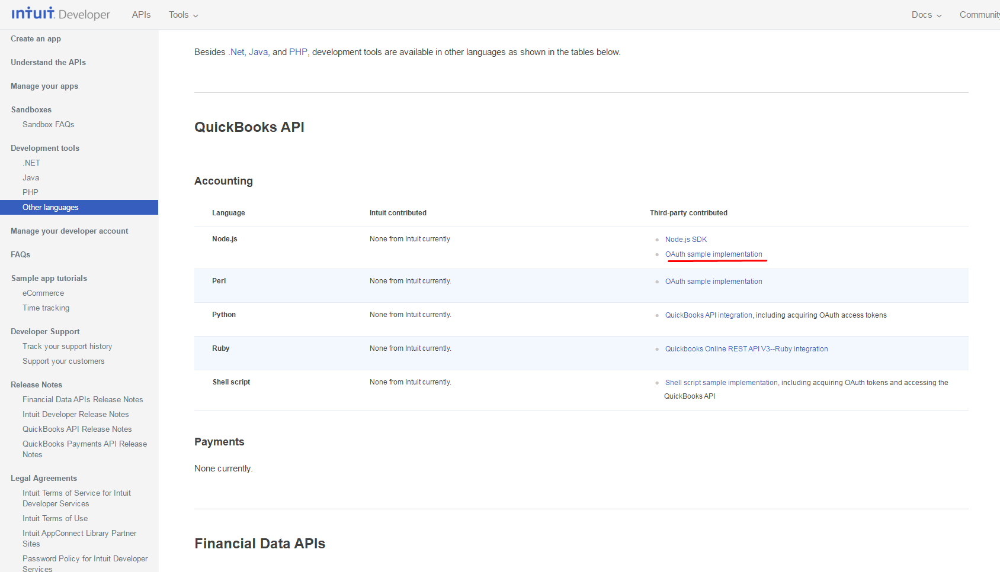 intuit Developer APIs Tools Docs
Create an app
Understand the APIs
Manage your apps
Sandboxes
Sandbox FAQs
Development tools
.NET
Java
PHP
Other languages
Manage your developer account
FAQs
Sample app tutorials
eCommerce
Time tracking
Developer Support
Track your support history
Support your customers
Release Notes
Financial Data APIs Release Notes
Intuit Developer Release Notes
QuickBooks API Release Notes
QuickBooks Payments API Release
Notes
Legal Agreements
Intuit Terms of Service for Intuit
Developer Services
Intuit Terms of Use
Intuit AppConnect Library Partner
Sites
Password Policy for Intuit Developer
Services
Besides .Net, Java, and PHP, development tools are available in other languages as shown in the tables below.
QuickBooks API
Accounting
Language Intuit contributed Third-party contributed
Node.js None from Intuit currently Node.js SDK
OAuth sample implementation
Perl None from Intuit currently. OAuth sample implementation
Python None from Intuit currently. QuickBooks API integration, including acquiring OAuth access tokens
Ruby None from Intuit currently. Quickbooks Online REST API V3--Ruby integration
Shell script None from Intuit currently. Shell script sample implementation, including acquiring OAuth tokens and accessing the
QuickBooks API
Payments
None currently.
Financial Data APIs